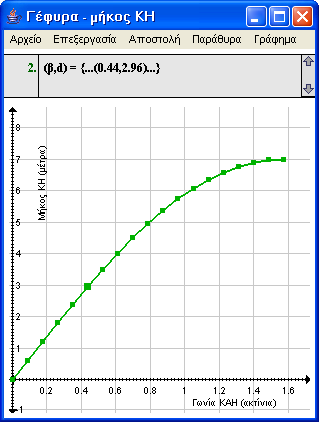 Γέφυρα - μήκος ΚΗ
Αρχείο Επεξεργασία Αποστολή Παράθυρα Γράφημα
2. (β,d) = {...(0.44,2.96)...}
Μήκος ΚΗ (μέτρα)
8
7
6
5
4
3
2
1
0.2 0.4 0.6 0.8 1 1.2 1.4 1.6
Γωνία ΚΑΗ (ακτίνια)
1